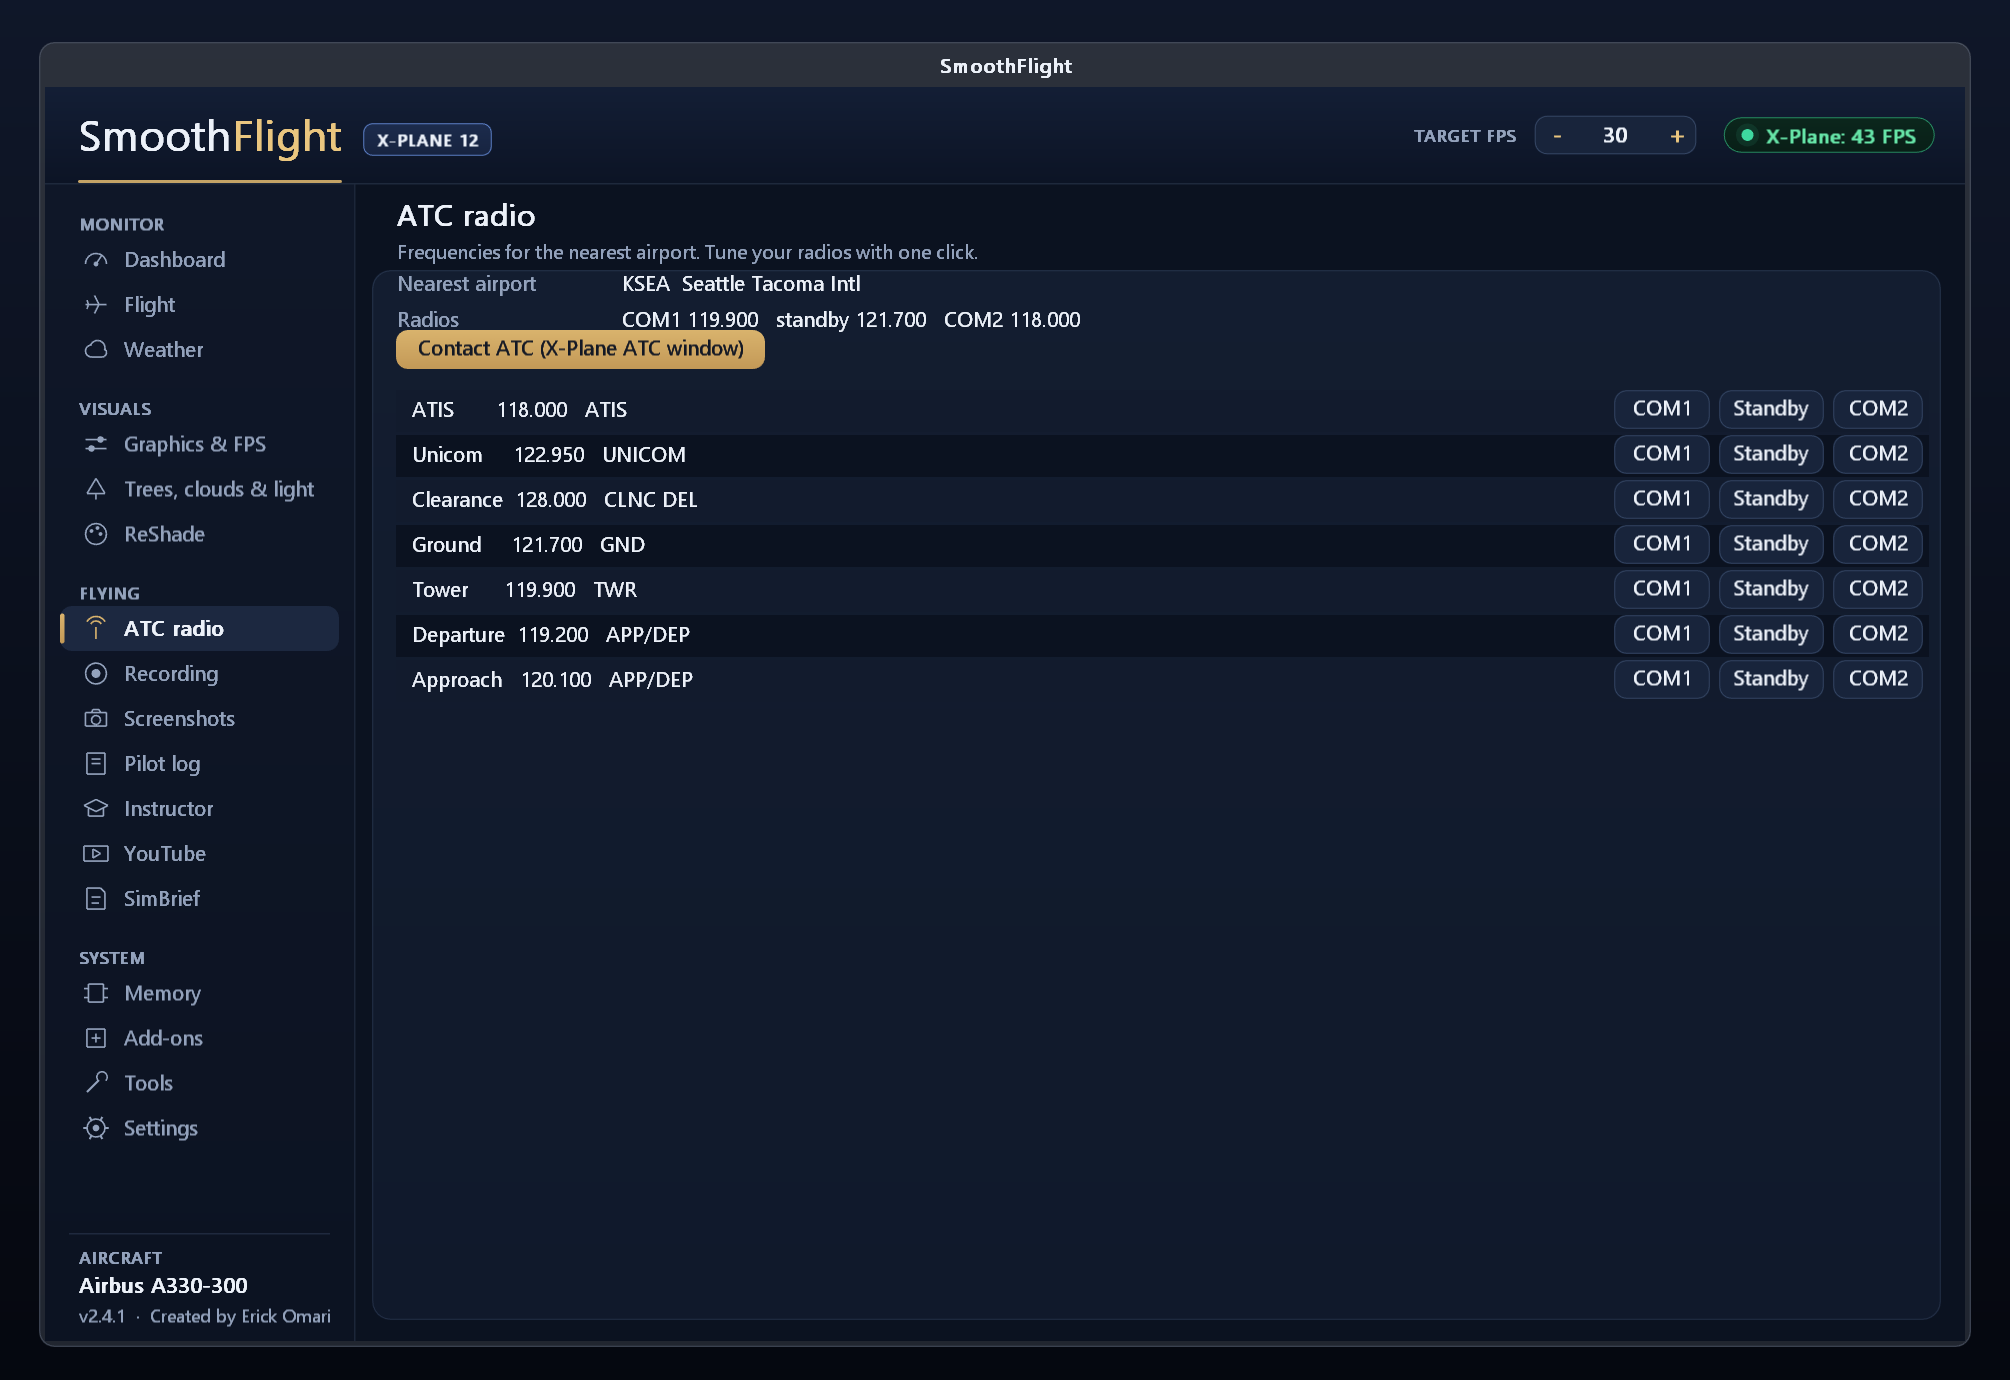 SmoothFlight
SmoothFlight X-PLANE 12
TARGET FPS - 30 + X-Plane: 43 FPS
MONITOR
Dashboard
Flight
Weather
VISUALS
Graphics & FPS
Trees, clouds & light
ReShade
FLYING
ATC radio
Recording
Screenshots
Pilot log
Instructor
YouTube
SimBrief
SYSTEM
Memory
Add-ons
Tools
Settings
AIRCRAFT
Airbus A330-300
v2.4.1 · Created by Erick Omari
ATC radio
Frequencies for the nearest airport. Tune your radios with one click.
Nearest airport KSEA Seattle Tacoma Intl
Radios COM1 119.900 standby 121.700 COM2 118.000
Contact ATC (X-Plane ATC window)
ATIS 118.000 ATIS COM1 Standby COM2
Unicom 122.950 UNICOM COM1 Standby COM2
Clearance 128.000 CLNC DEL COM1 Standby COM2
Ground 121.700 GND COM1 Standby COM2
Tower 119.900 TWR COM1 Standby COM2
Departure 119.200 APP/DEP COM1 Standby COM2
Approach 120.100 APP/DEP COM1 Standby COM2